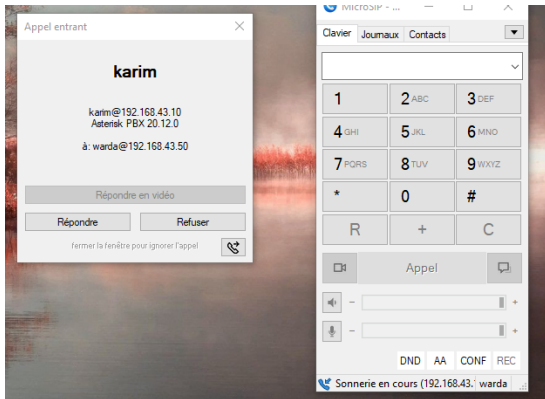 Appel entrant
karim
karim@192.168.43.10
Asterisk PBX 20.12.0
à: warda@192.168.43.50
Répondre en vidéo
Répondre
Refuser
fermer la fenêtre pour ignorer l'appel
MicroSIP - ...
Clavier Journaux Contacts
1 2 ABC 3 DEF
4 GHI 5 JKL 6 MNO
7 PQRS 8 TUV 9 WXYZ
* 0 #
R + C
Appel
- +
- +
DND AA CONF REC
Sonnerie en cours (192.168.43. warda